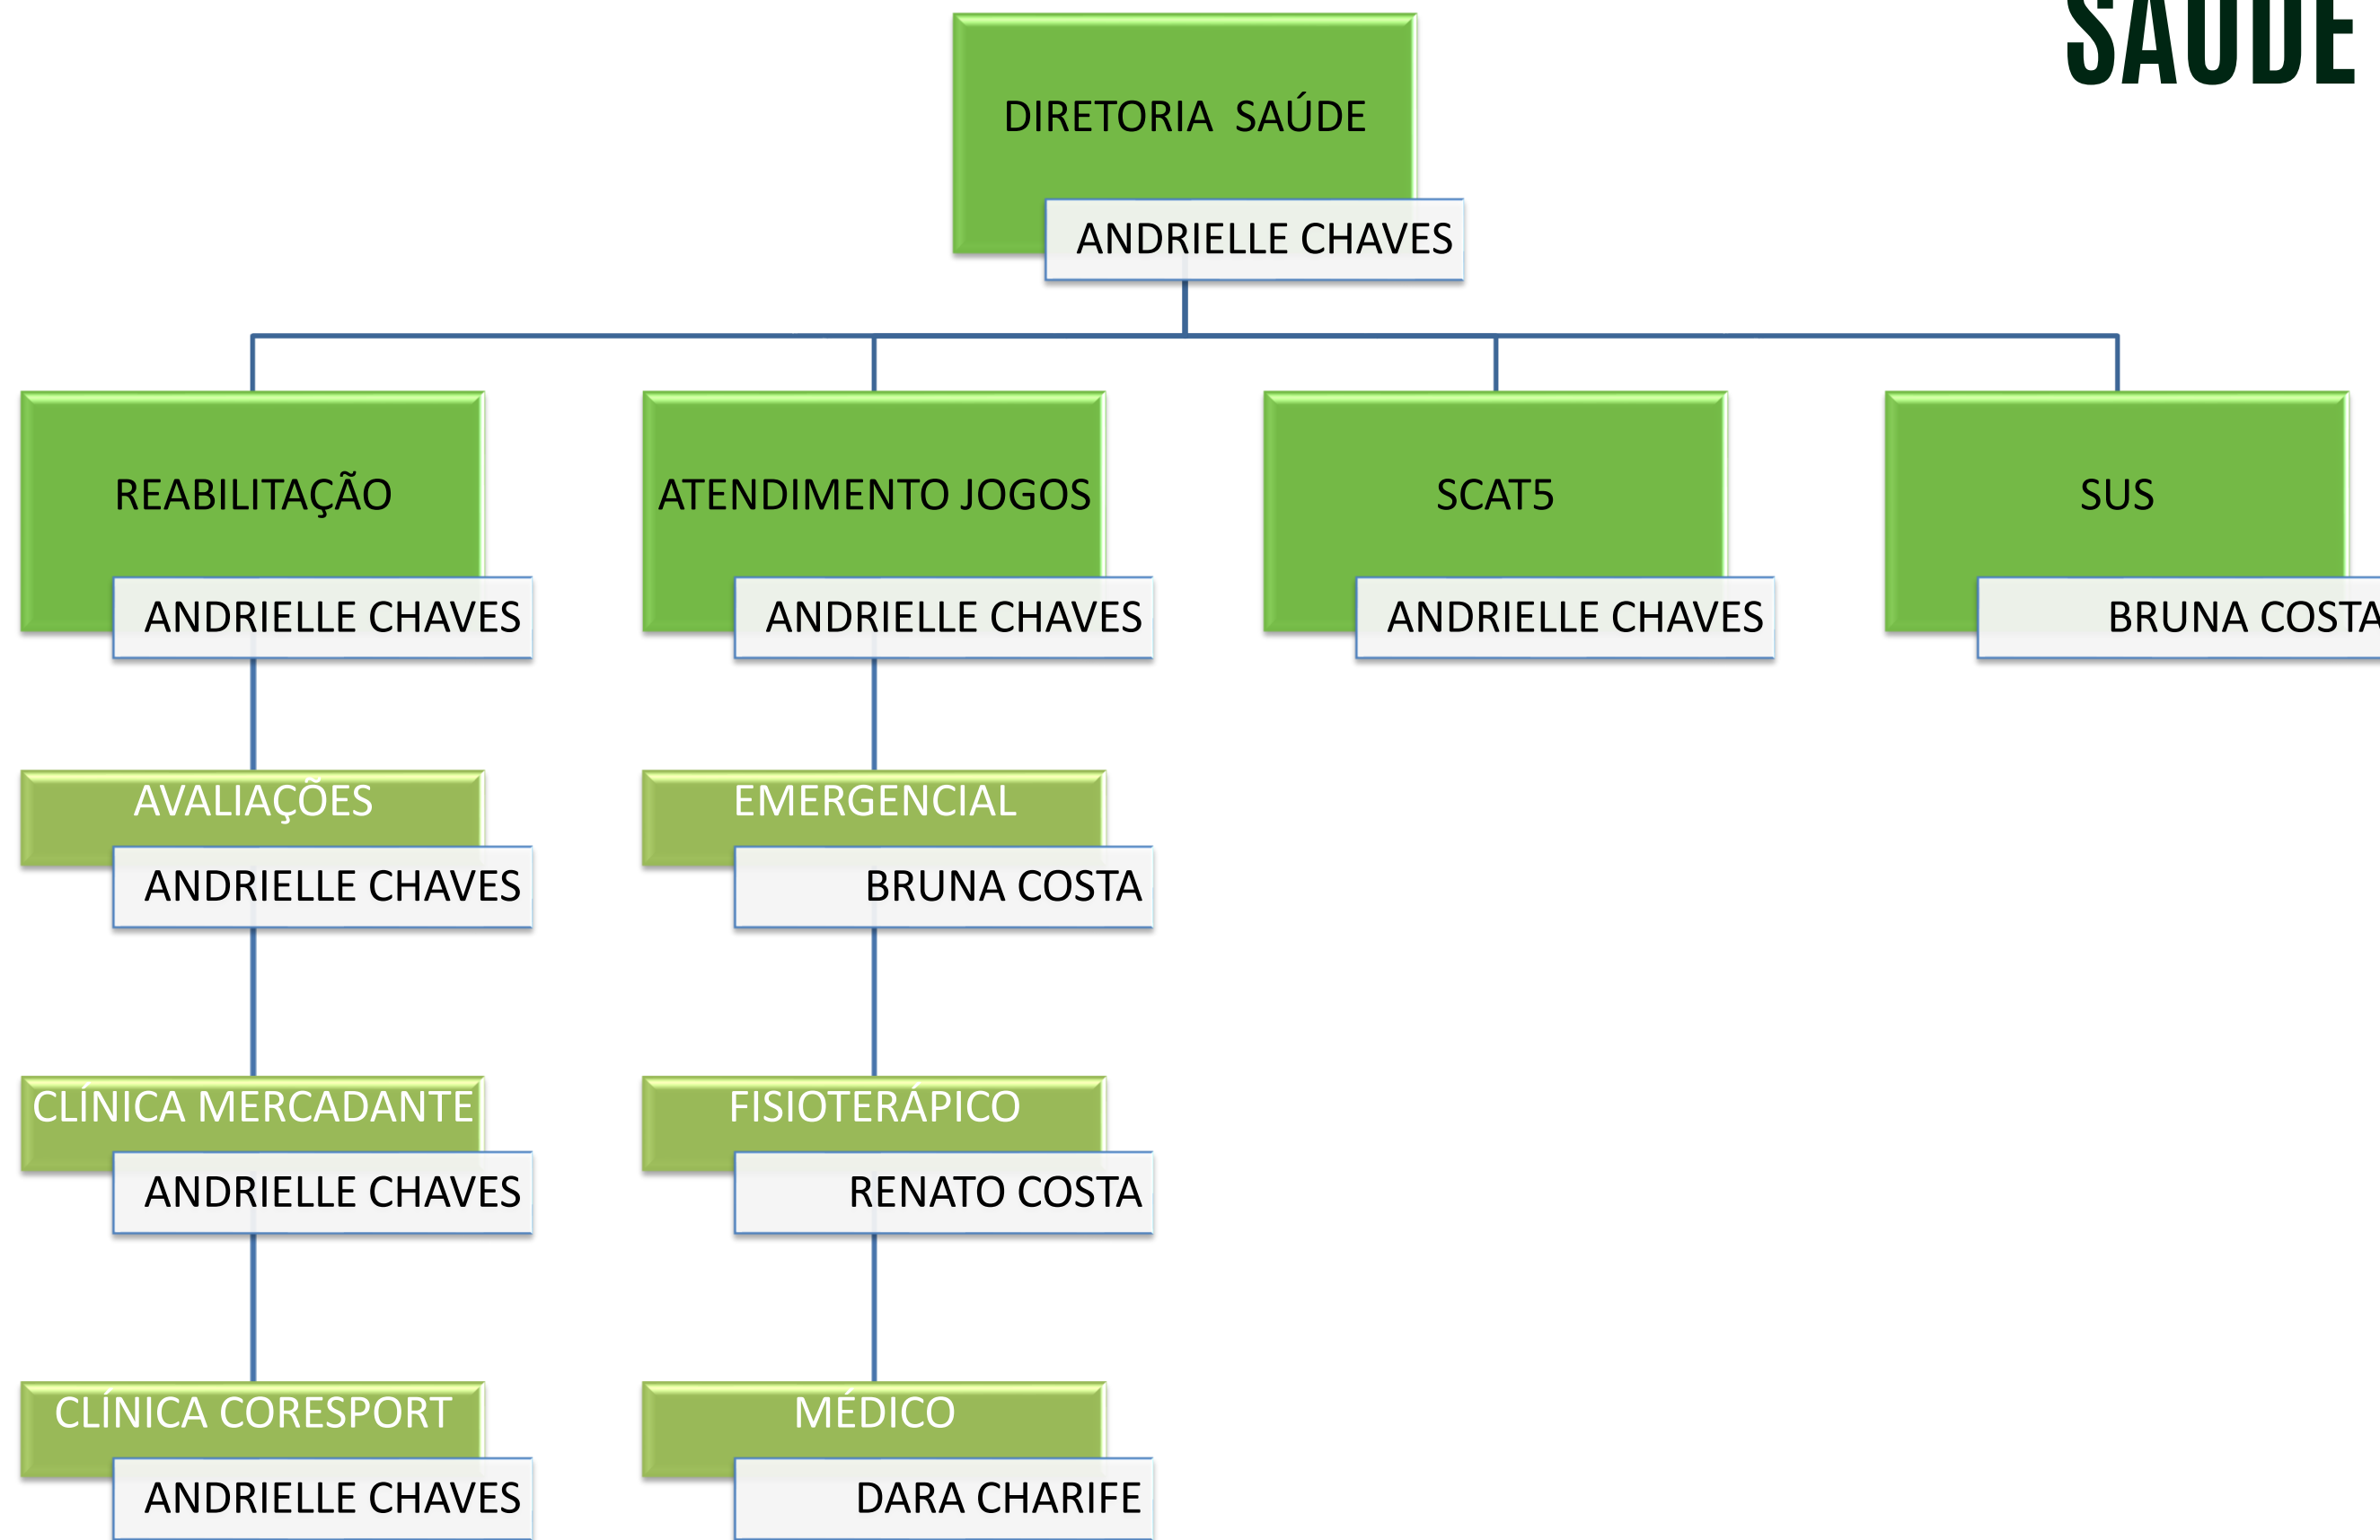 SAÚDE
DIRETORIA SAÚDE
ANDRIELLE CHAVES
REABILITAÇÃO
ANDRIELLE CHAVES
ATENDIMENTO JOGOS
ANDRIELLE CHAVES
SCAT5
ANDRIELLE CHAVES
SUS
BRUNA COSTA
AVALIAÇÕES
ANDRIELLE CHAVES
EMERGENCIAL
BRUNA COSTA
CLÍNICA MERCADANTE
ANDRIELLE CHAVES
FISIOTERÁPICO
RENATO COSTA
CLÍNICA CORESPORT
ANDRIELLE CHAVES
MÉDICO
DARA CHARIFE